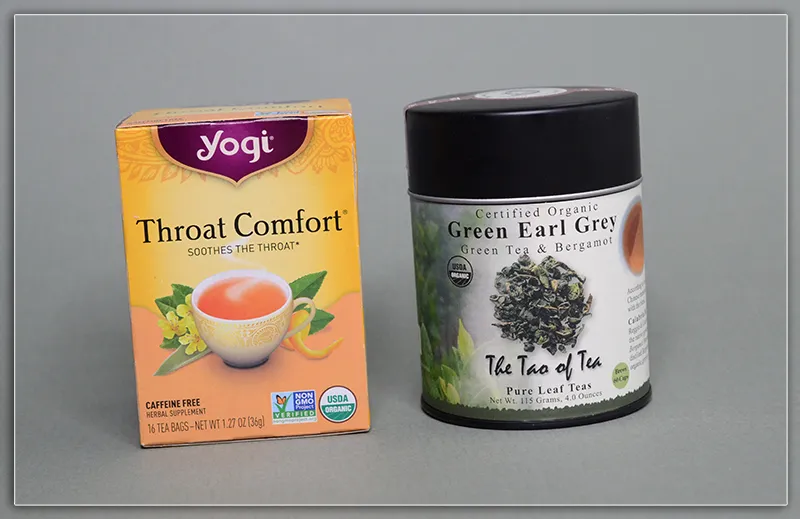 yogi®
Throat Comfort®
SOOTHES THE THROAT*
CAFFEINE FREE
HERBAL SUPPLEMENT
16 TEA BAGS – NET WT 1.27 OZ (36g)
NON
GMO
Project
VERIFIED
USDA
ORGANIC
Certified Organic
Green Earl Grey
Green Tea & Bergamot
USDA
ORGANIC
The Tao of Tea
Pure Leaf Teas
Net Wt. 115 Grams, 4.0 Ounces
Brews